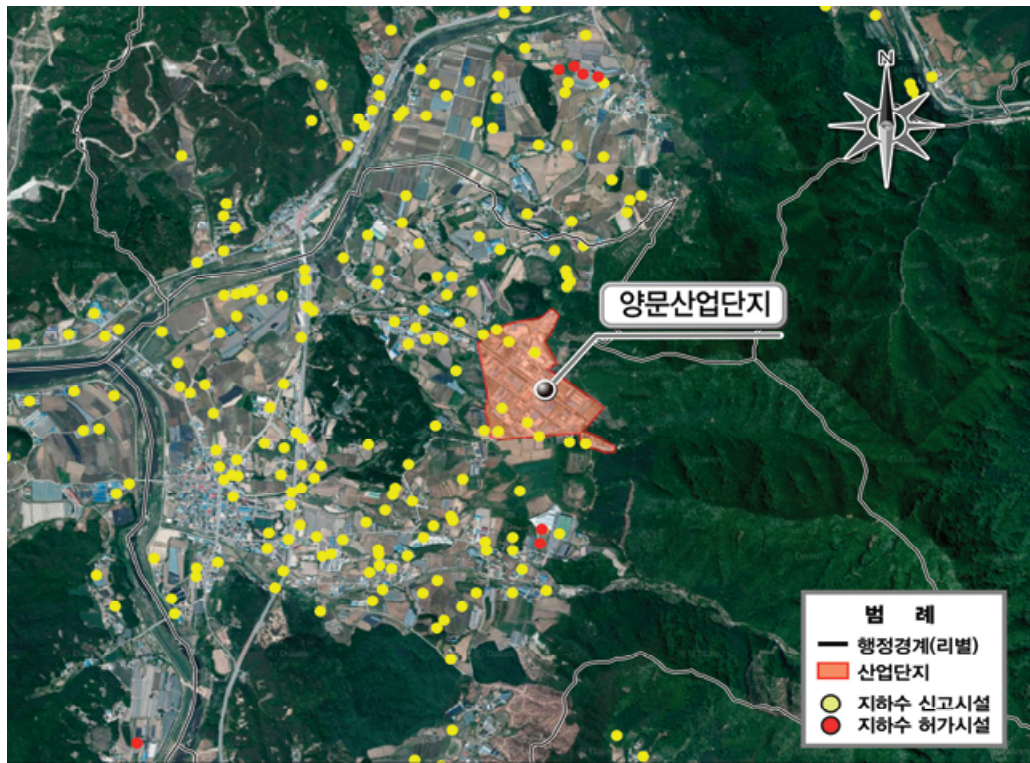 N
양문산업단지
범 례
행정경계(리별)
산업단지
지하수 신고시설
지하수 허가시설